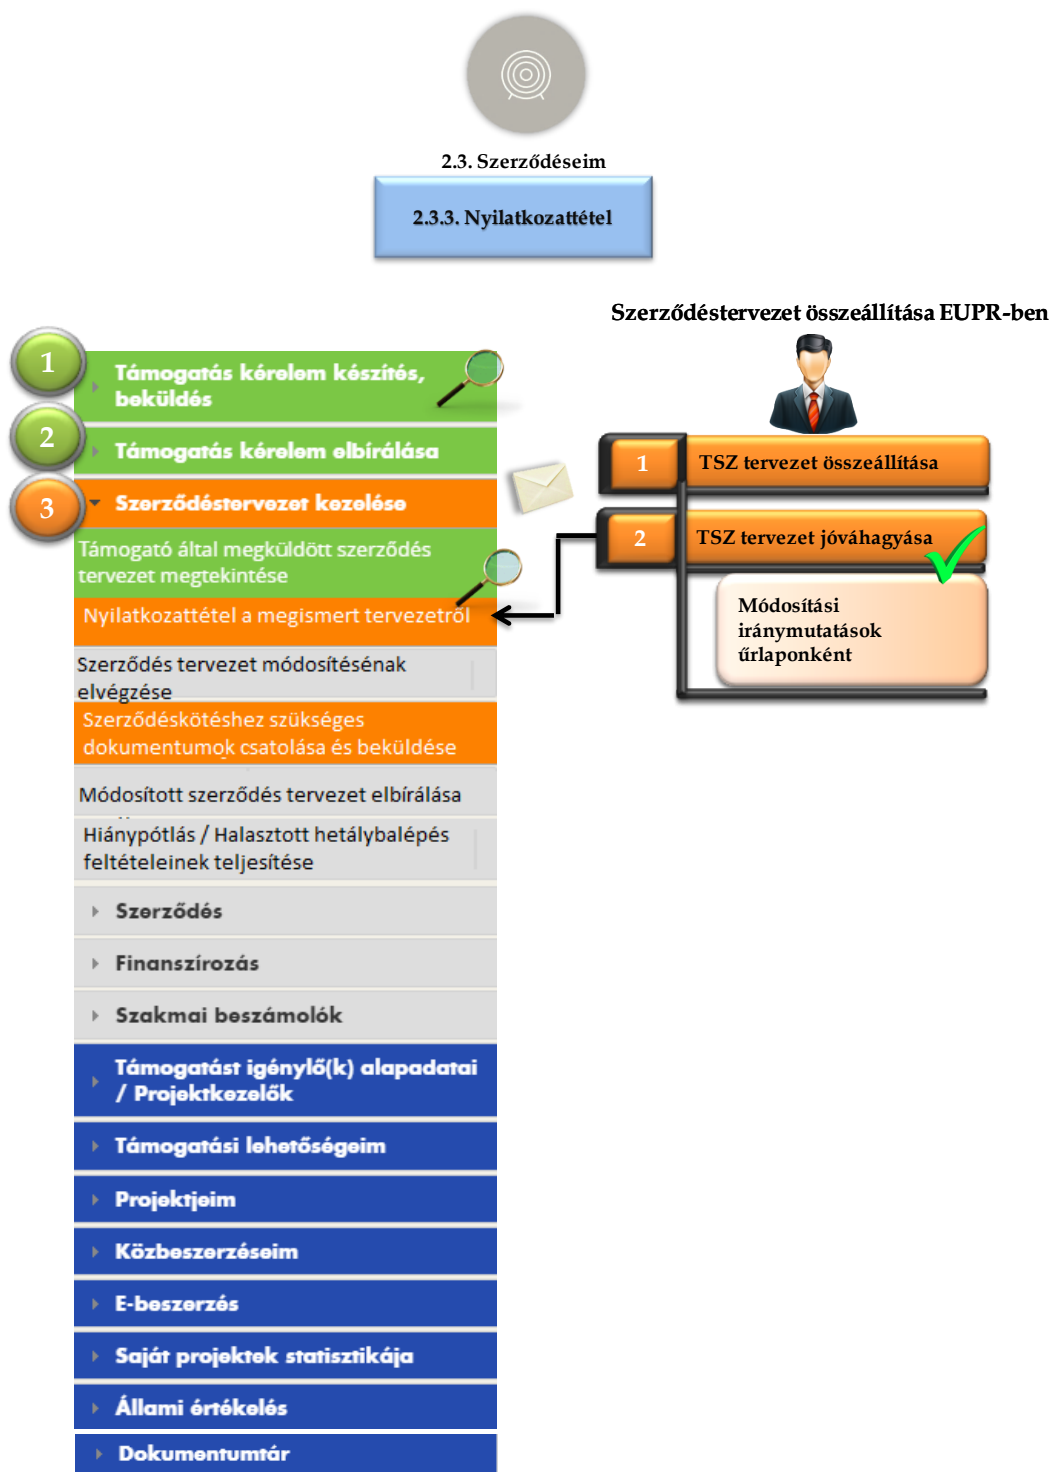 2.3. Szerződéseim
2.3.3. Nyilatkozattétel
Szerződéstervezet összeállítása EUPR-ben
1
Támogatás kérelem készítés,
beküldés
2
Támogatás kérelem elbírálása
3
Szerződéstervezet kezelése
Támogató által megküldött szerződés
tervezet megtekintése
Nyilatkozattétel a megismert tervezetről
Szerződés tervezet módosítésének
elvégzése
Szerződéskötéshez szükséges
dokumentumok csatolása és beküldése
Módosított szerződés tervezet elbírálása
Hiánypótlás / Halasztott hetálybalépés
feltételeinek teljesítése
Szerződés
Finanszírozás
Szakmai beszámolók
Támogatást igénylő(k) alapadatai
/ Projektkezelők
Támogatási lehetőségeim
Projektjeim
Közbeszerzéseim
E-beszerzés
Saját projektek statisztikája
Állami értékelés
Dokumentumtár
1
TSZ tervezet összeállítása
2
TSZ tervezet jóváhagyása
Módosítási
iránymutatások
űrlaponként